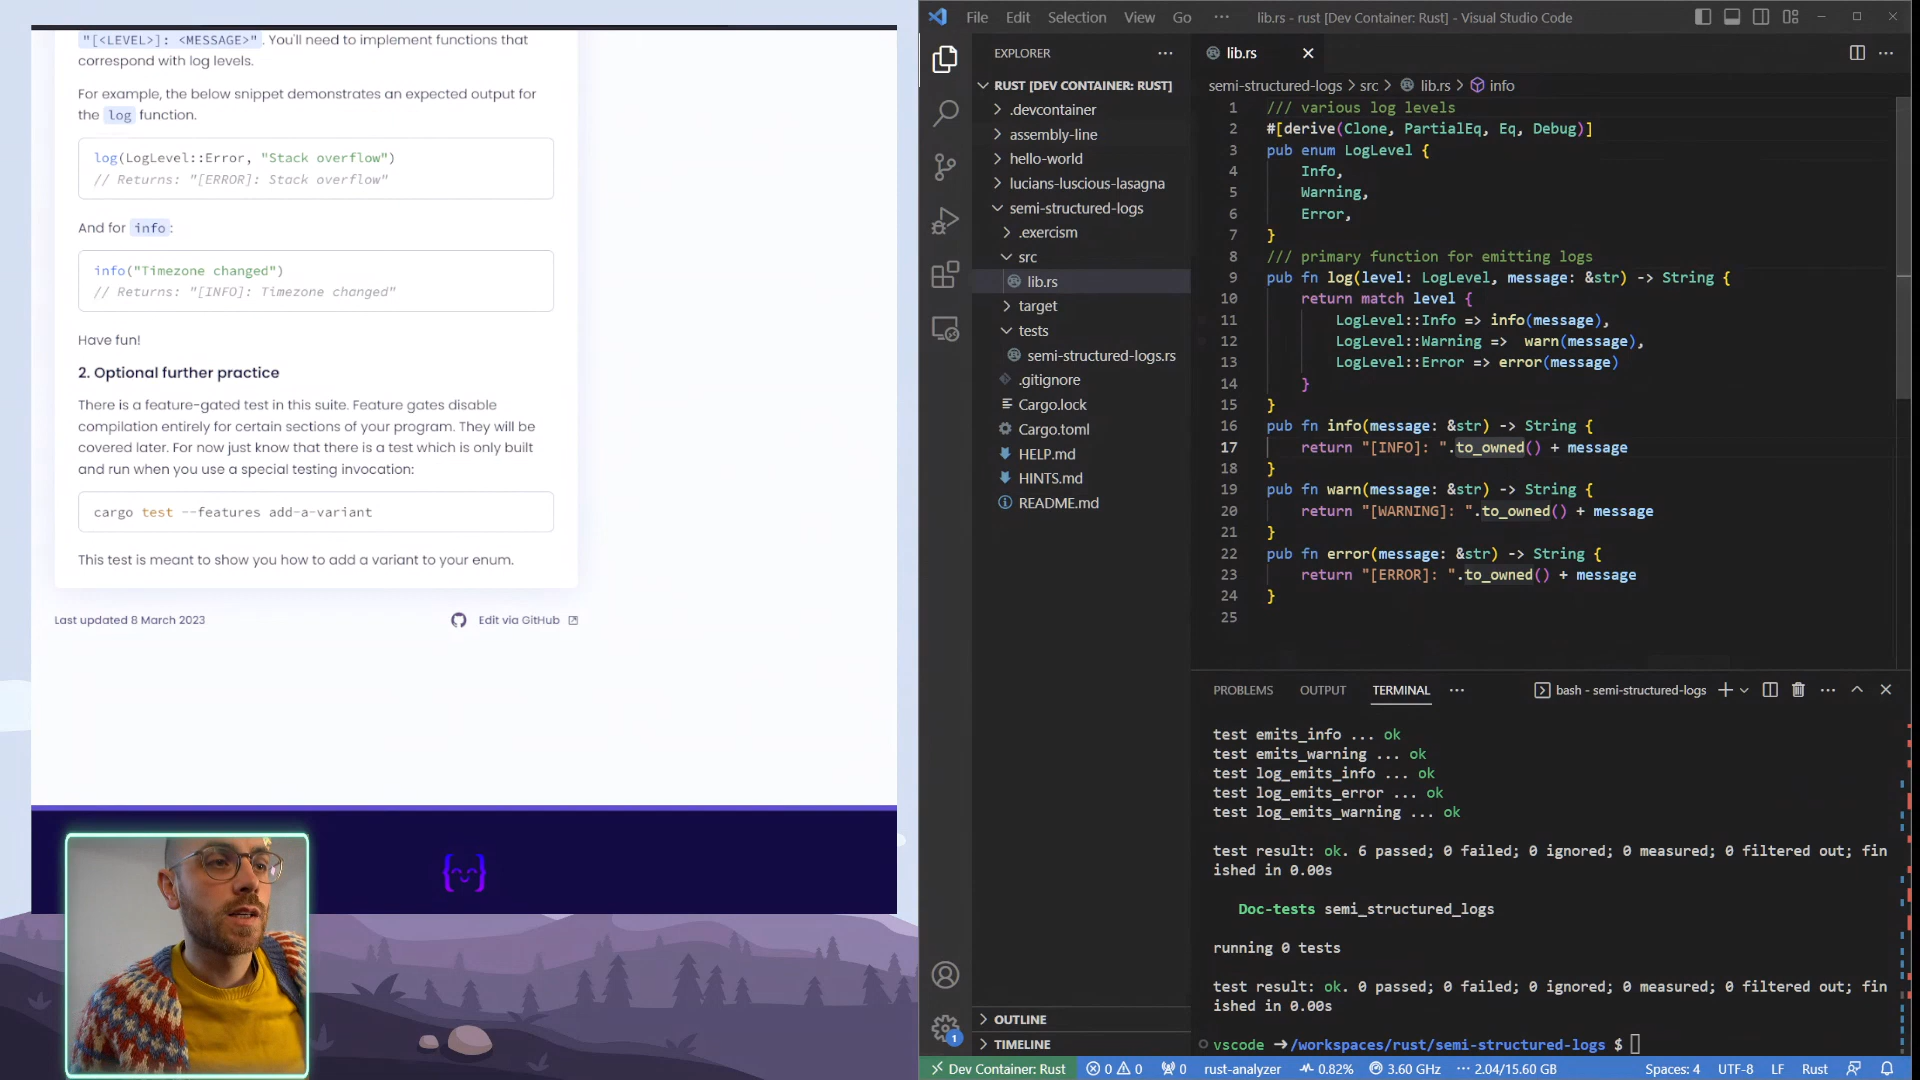 "[<LEVEL>]: <MESSAGE>". You'll need to implement functions that
correspond with log levels.
For example, the below snippet demonstrates an expected output for
the log function.
log(LogLevel::Error, "Stack overflow")
// Returns: "[ERROR]: Stack overflow"
And for info:
info("Timezone changed")
// Returns: "[INFO]: Timezone changed"
Have fun!
2. Optional further practice
There is a feature-gated test in this suite. Feature gates disable
compilation entirely for certain sections of your program. They will be
covered later. For now just know that there is a test which is only built
and run when you use a special testing invocation:
cargo test --features add-a-variant
This test is meant to show you how to add a variant to your enum.
Last updated 8 March 2023
Edit via GitHub
File Edit Selection View Go ··· lib.rs - rust [Dev Container: Rust] - Visual Studio Code
EXPLORER
RUST [DEV CONTAINER: RUST]
.devcontainer
assembly-line
hello-world
lucians-luscious-lasagna
semi-structured-logs
.exercism
src
lib.rs
target
tests
semi-structured-logs.rs
.gitignore
Cargo.lock
Cargo.toml
HELP.md
HINTS.md
README.md
OUTLINE
TIMELINE
1
lib.rs
semi-structured-logs > src > lib.rs > info
1 /// various log levels
2 #[derive(Clone, PartialEq, Eq, Debug)]
3 pub enum LogLevel {
4 Info,
5 Warning,
6 Error,
7 }
8 /// primary function for emitting logs
9 pub fn log(level: LogLevel, message: &str) -> String {
10 return match level {
11 LogLevel::Info => info(message),
12 LogLevel::Warning =>  warn(message),
13 LogLevel::Error => error(message)
14 }
15 }
16 pub fn info(message: &str) -> String {
17 return "[INFO]: ".to_owned() + message
18 }
19 pub fn warn(message: &str) -> String {
20 return "[WARNING]: ".to_owned() + message
21 }
22 pub fn error(message: &str) -> String {
23 return "[ERROR]: ".to_owned() + message
24 }
25
PROBLEMS OUTPUT TERMINAL ··· bash - semi-structured-logs
test emits_info ... ok
test emits_warning ... ok
test log_emits_info ... ok
test log_emits_error ... ok
test log_emits_warning ... ok
test result: ok. 6 passed; 0 failed; 0 ignored; 0 measured; 0 filtered out; fin
ished in 0.00s
Doc-tests semi_structured_logs
running 0 tests
test result: ok. 0 passed; 0 failed; 0 ignored; 0 measured; 0 filtered out; fin
ished in 0.00s
vscode ➜ /workspaces/rust/semi-structured-logs $
Dev Container: Rust 0 0 0 rust-analyzer 0.82% 3.60 GHz ··· 2.04/15.60 GB Spaces: 4 UTF-8 LF Rust